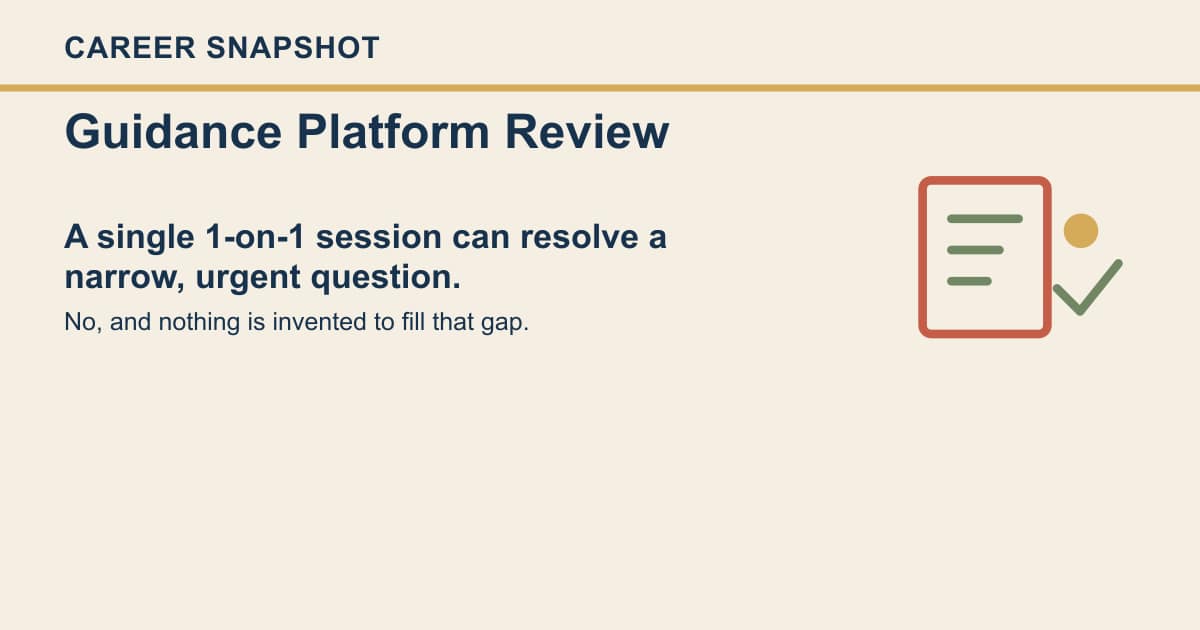 CAREER SNAPSHOT
Guidance Platform Review
A single 1-on-1 session can resolve a
narrow, urgent question.
No, and nothing is invented to fill that gap.